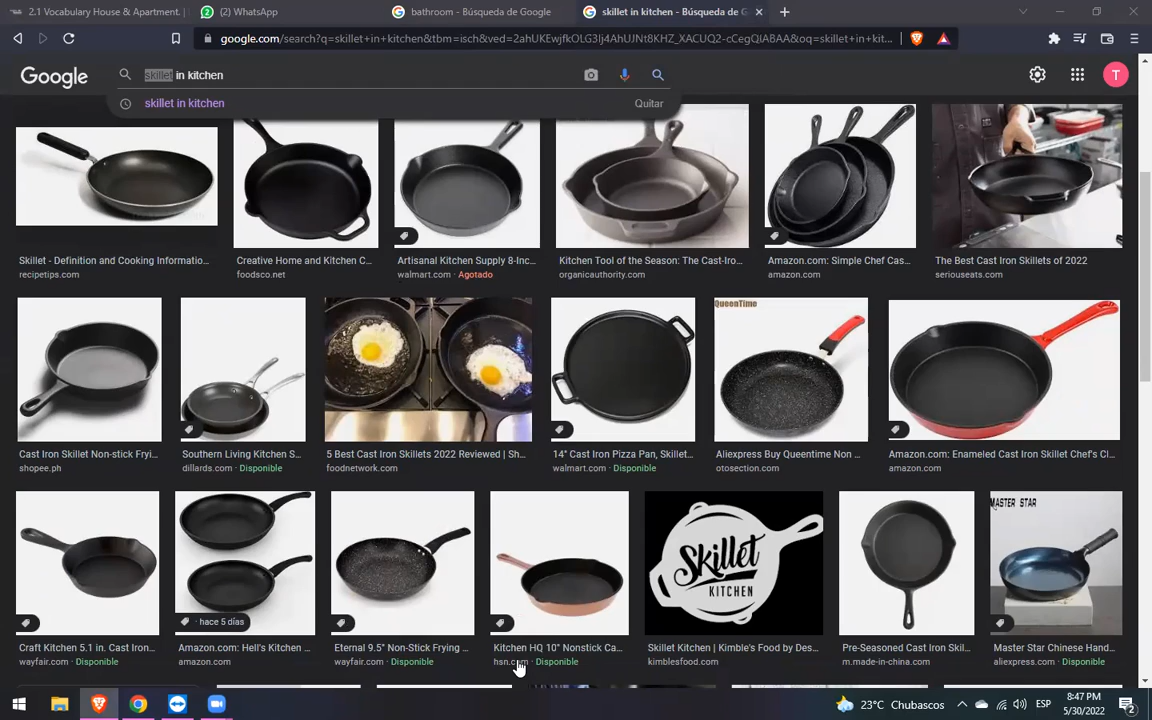 2.1 Vocabulary House & Apartment. |
(2) WhatsApp
bathroom - Búsqueda de Google
skillet in kitchen - Búsqueda de G
google.com/search?q=skillet+in+kitchen&tbm=isch&ved=2ahUKEwjfkOLG3Ij4AhUJNt8KHZ_XACUQ2-cCegQIABAA&oq=skillet+in+kit...
Google
skillet in kitchen
T
skillet in kitchen
Quitar
Skillet - Definition and Cooking Informatio...
recipetips.com
Creative Home and Kitchen C...
foodsco.net
Artisanal Kitchen Supply 8-Inc...
walmart.com · Agotado
Kitchen Tool of the Season: The Cast-Iro...
organicauthority.com
Amazon.com: Simple Chef Cas...
amazon.com
The Best Cast Iron Skillets of 2022
seriouseats.com
QueenTime
Cast Iron Skillet Non-stick Fryi...
shopee.ph
Southern Living Kitchen S...
dillards.com · Disponible
5 Best Cast Iron Skillets 2022 Reviewed | Sh...
foodnetwork.com
14" Cast Iron Pizza Pan, Skillet...
walmart.com · Disponible
Aliexpress Buy Queentime Non ...
otosection.com
Amazon.com: Enameled Cast Iron Skillet Chef's Cl...
amazon.com
hace 5 días
Skillet
KITCHEN
MASTER STAR
Craft Kitchen 5.1 in. Cast Iron...
wayfair.com · Disponible
Amazon.com: Hell's Kitchen ...
amazon.com
Eternal 9.5" Non-Stick Frying ...
wayfair.com · Disponible
Kitchen HQ 10" Nonstick Ca...
hsn.com · Disponible
Skillet Kitchen | Kimble's Food by Des...
kimblesfood.com
Pre-Seasoned Cast Iron Skil...
m.made-in-china.com
Master Star Chinese Hand...
aliexpress.com · Disponible
23°C Chubascos
ESP
8:47 PM
5/30/2022
2